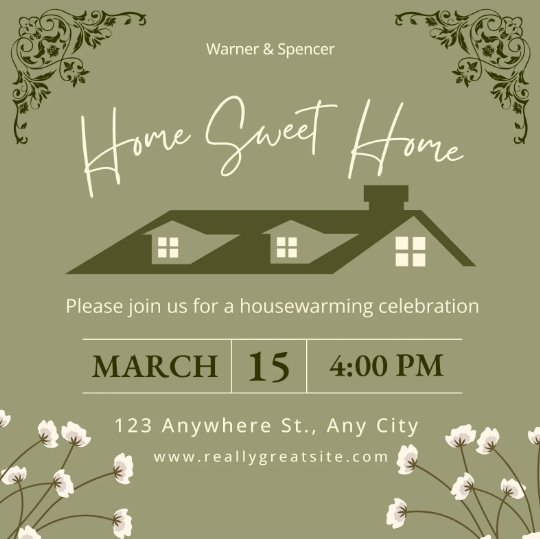 Warner & Spencer
Home Sweet Home
Please join us for a housewarming celebration
MARCH 15 4:00 PM
123 Anywhere St., Any City
www.reallygreatsite.com